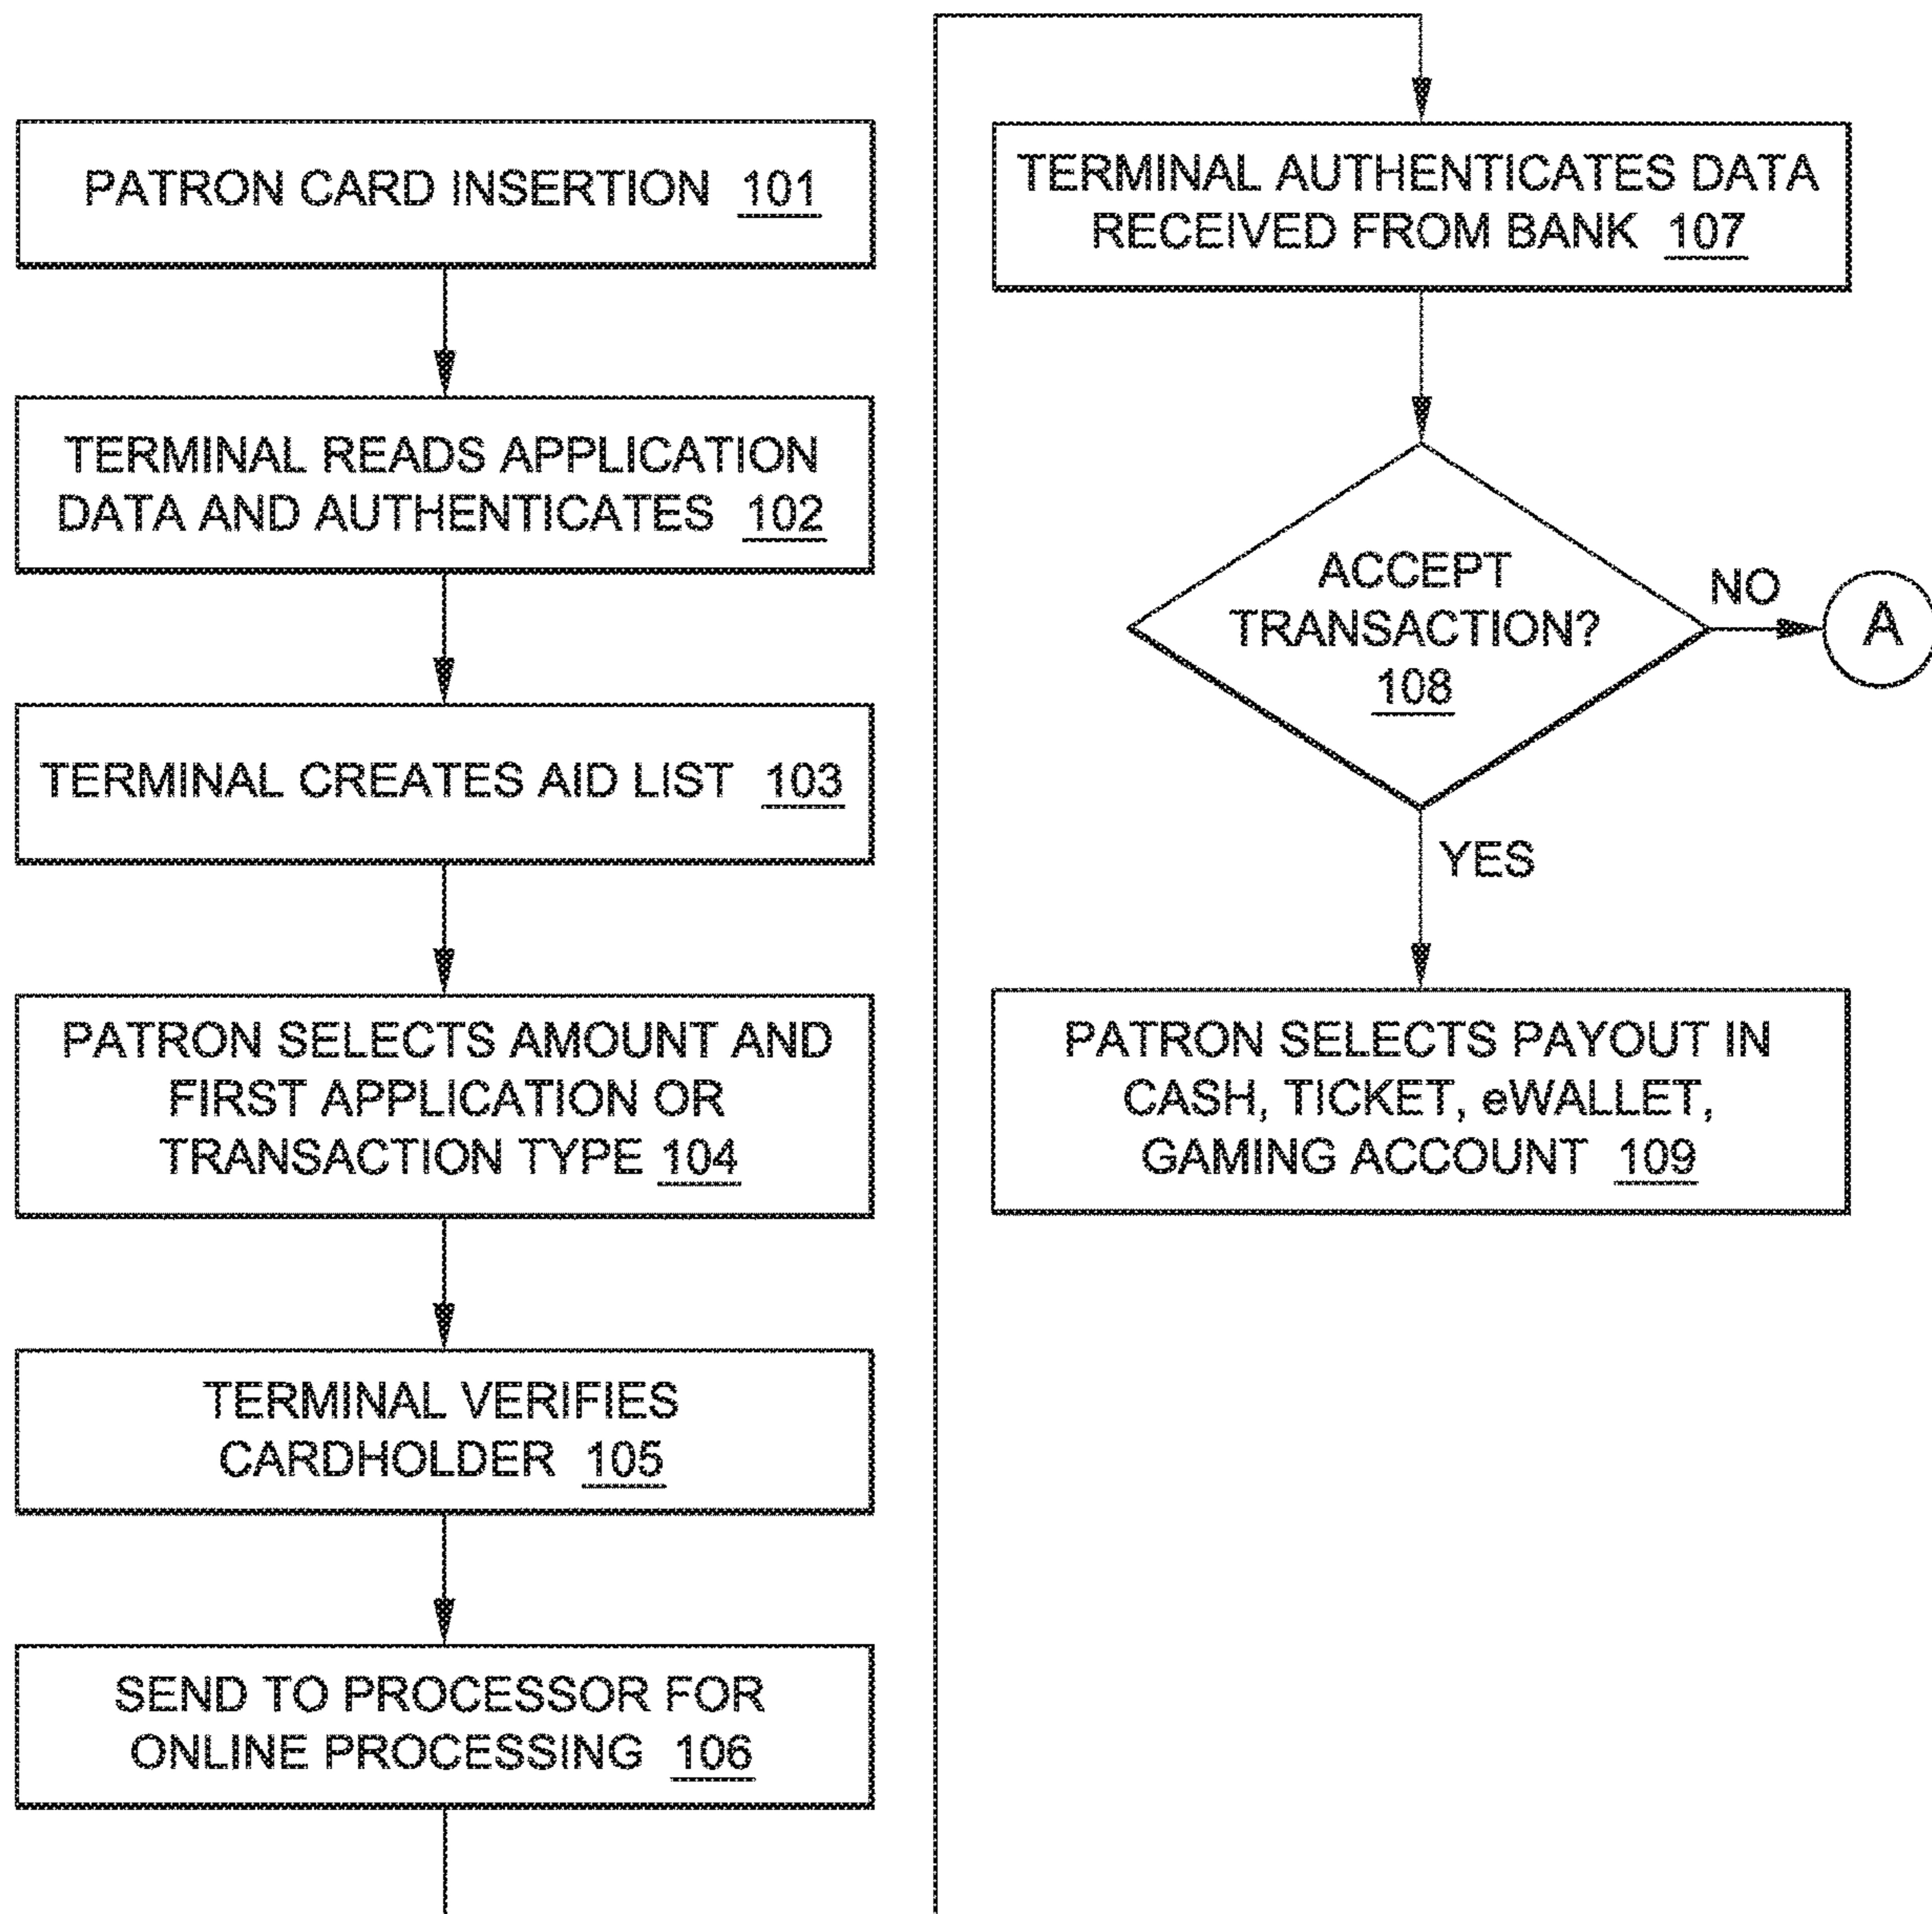 PATRON CARD INSERTION 101
TERMINAL READS APPLICATION
DATA AND AUTHENTICATES 102
TERMINAL CREATES AID LIST 103
PATRON SELECTS AMOUNT AND
FIRST APPLICATION OR
TRANSACTION TYPE 104
TERMINAL VERIFIES
CARDHOLDER 105
SEND TO PROCESSOR FOR
ONLINE PROCESSING 106
TERMINAL AUTHENTICATES DATA
RECEIVED FROM BANK 107
ACCEPT
TRANSACTION?
108
NO
A
YES
PATRON SELECTS PAYOUT IN
CASH, TICKET, eWALLET,
GAMING ACCOUNT 109